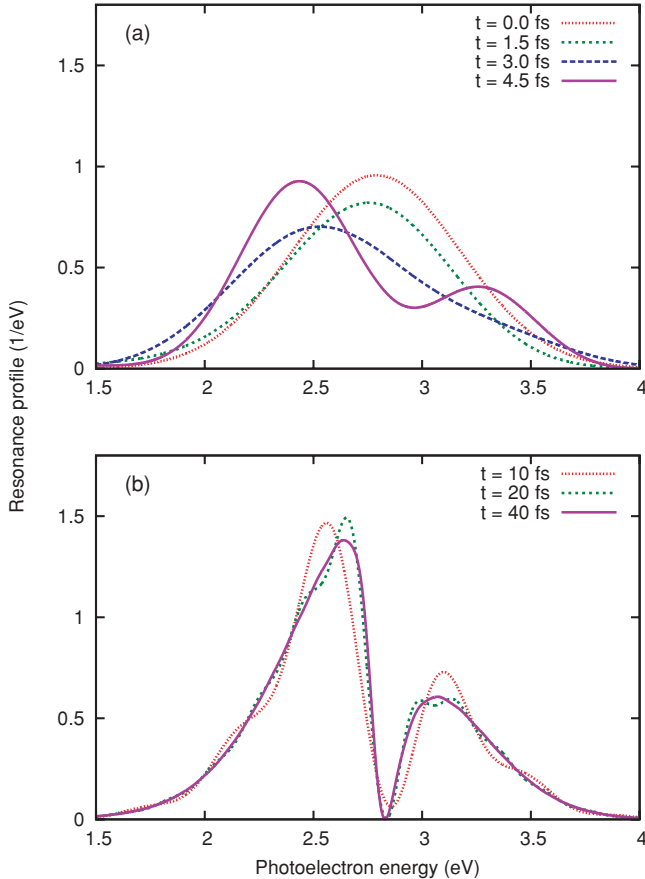 (a)
t = 0.0 fs
t = 1.5 fs
t = 3.0 fs
t = 4.5 fs
1.5
1
0.5
0
1.5 2 2.5 3 3.5 4
Resonance profile (1/eV)
(b)
t = 10 fs
t = 20 fs
t = 40 fs
1.5
1
0.5
0
1.5 2 2.5 3 3.5 4
Photoelectron energy (eV)